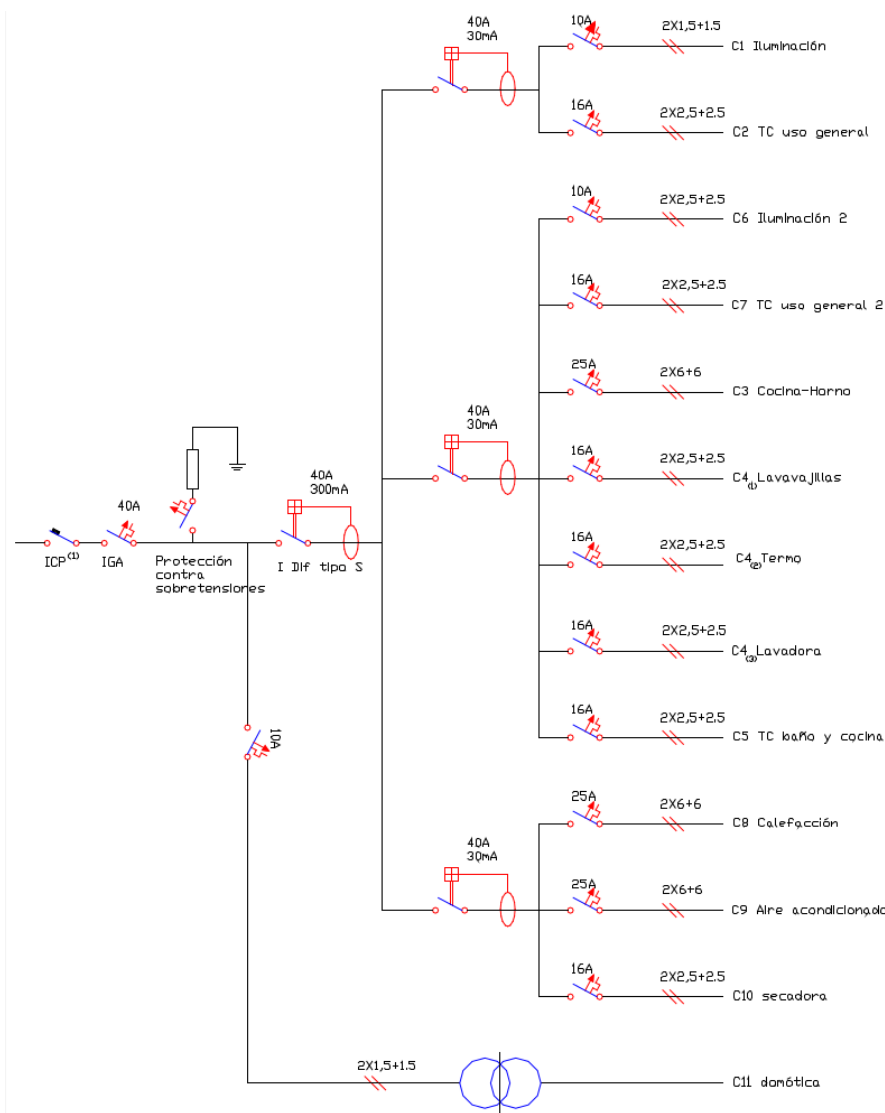 40A
30mA
10A
2X1,5+1.5
C1 Iluminación
16A
2X2,5+2.5
C2 TC uso general
10A
2X2,5+2.5
C6 Iluminación 2
16A
2X2,5+2.5
C7 TC uso general 2
25A
2X6+6
C3 Cocina-Horno
40A
30mA
16A
2X2,5+2.5
C4(1) Lavavajillas
16A
2X2,5+2.5
C4(2) Termo
16A
2X2,5+2.5
C4(3) Lavadora
16A
2X2,5+2.5
C5 TC baño y cocina
ICP(1)
40A
IGA
Protección
contra
sobretensiones
40A
300mA
I Dif tipo S
10A
40A
30mA
25A
2X6+6
C8 Calefacción
25A
2X6+6
C9 Aire acondicionado
16A
2X2,5+2.5
C10 secadora
2X1,5+1.5
C11 domótica